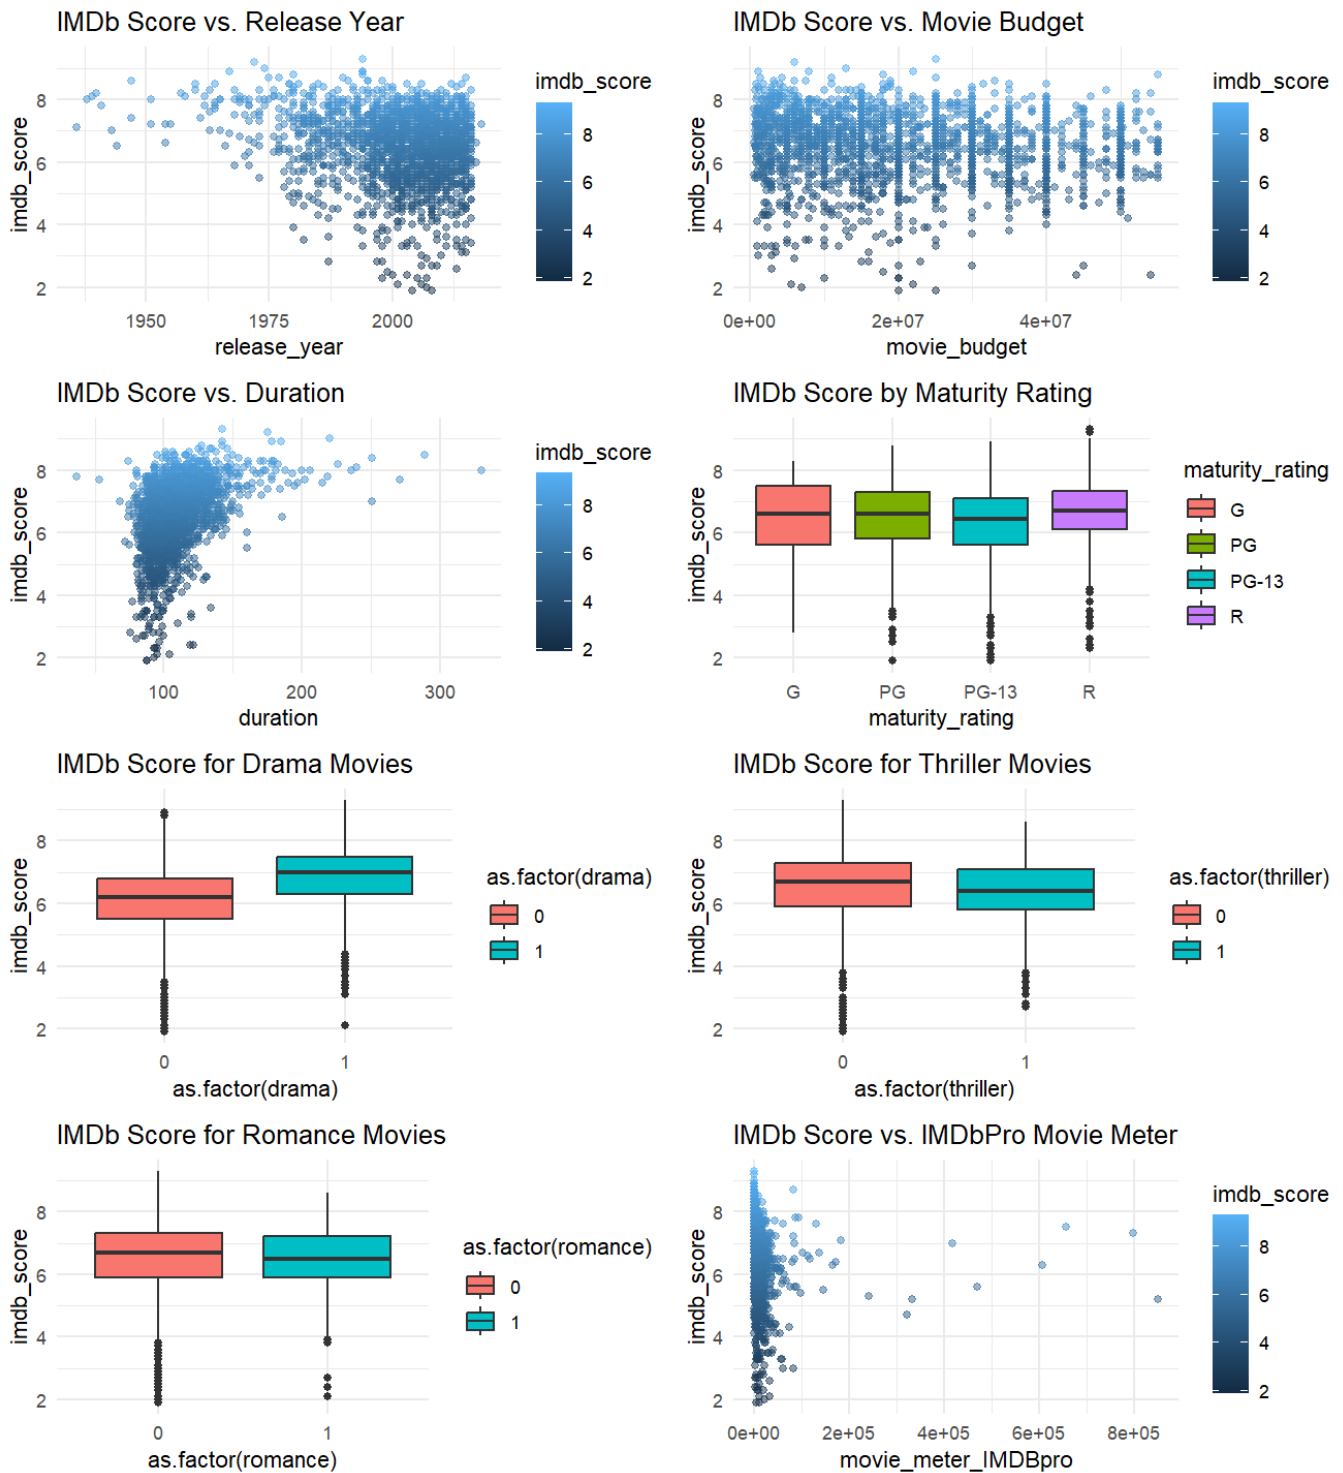 IMDb Score vs. Release Year
imdb_score
8
6
4
2
1950
1975
2000
release_year
imdb_score
8
6
4
2
IMDb Score vs. Movie Budget
imdb_score
8
6
4
2
0e+00
2e+07
4e+07
movie_budget
imdb_score
8
6
4
2
IMDb Score vs. Duration
imdb_score
8
6
4
2
100
200
300
duration
imdb_score
8
6
4
2
IMDb Score by Maturity Rating
imdb_score
8
6
4
2
G
PG
PG-13
R
maturity_rating
maturity_rating
G
PG
PG-13
R
IMDb Score for Drama Movies
imdb_score
8
6
4
2
0
1
as.factor(drama)
as.factor(drama)
0
1
IMDb Score for Thriller Movies
imdb_score
8
6
4
2
0
1
as.factor(thriller)
as.factor(thriller)
0
1
IMDb Score for Romance Movies
imdb_score
8
6
4
2
0
1
as.factor(romance)
as.factor(romance)
0
1
IMDb Score vs. IMDbPro Movie Meter
imdb_score
8
6
4
2
0e+00
2e+05
4e+05
6e+05
8e+05
movie_meter_IMDBpro
imdb_score
8
6
4
2